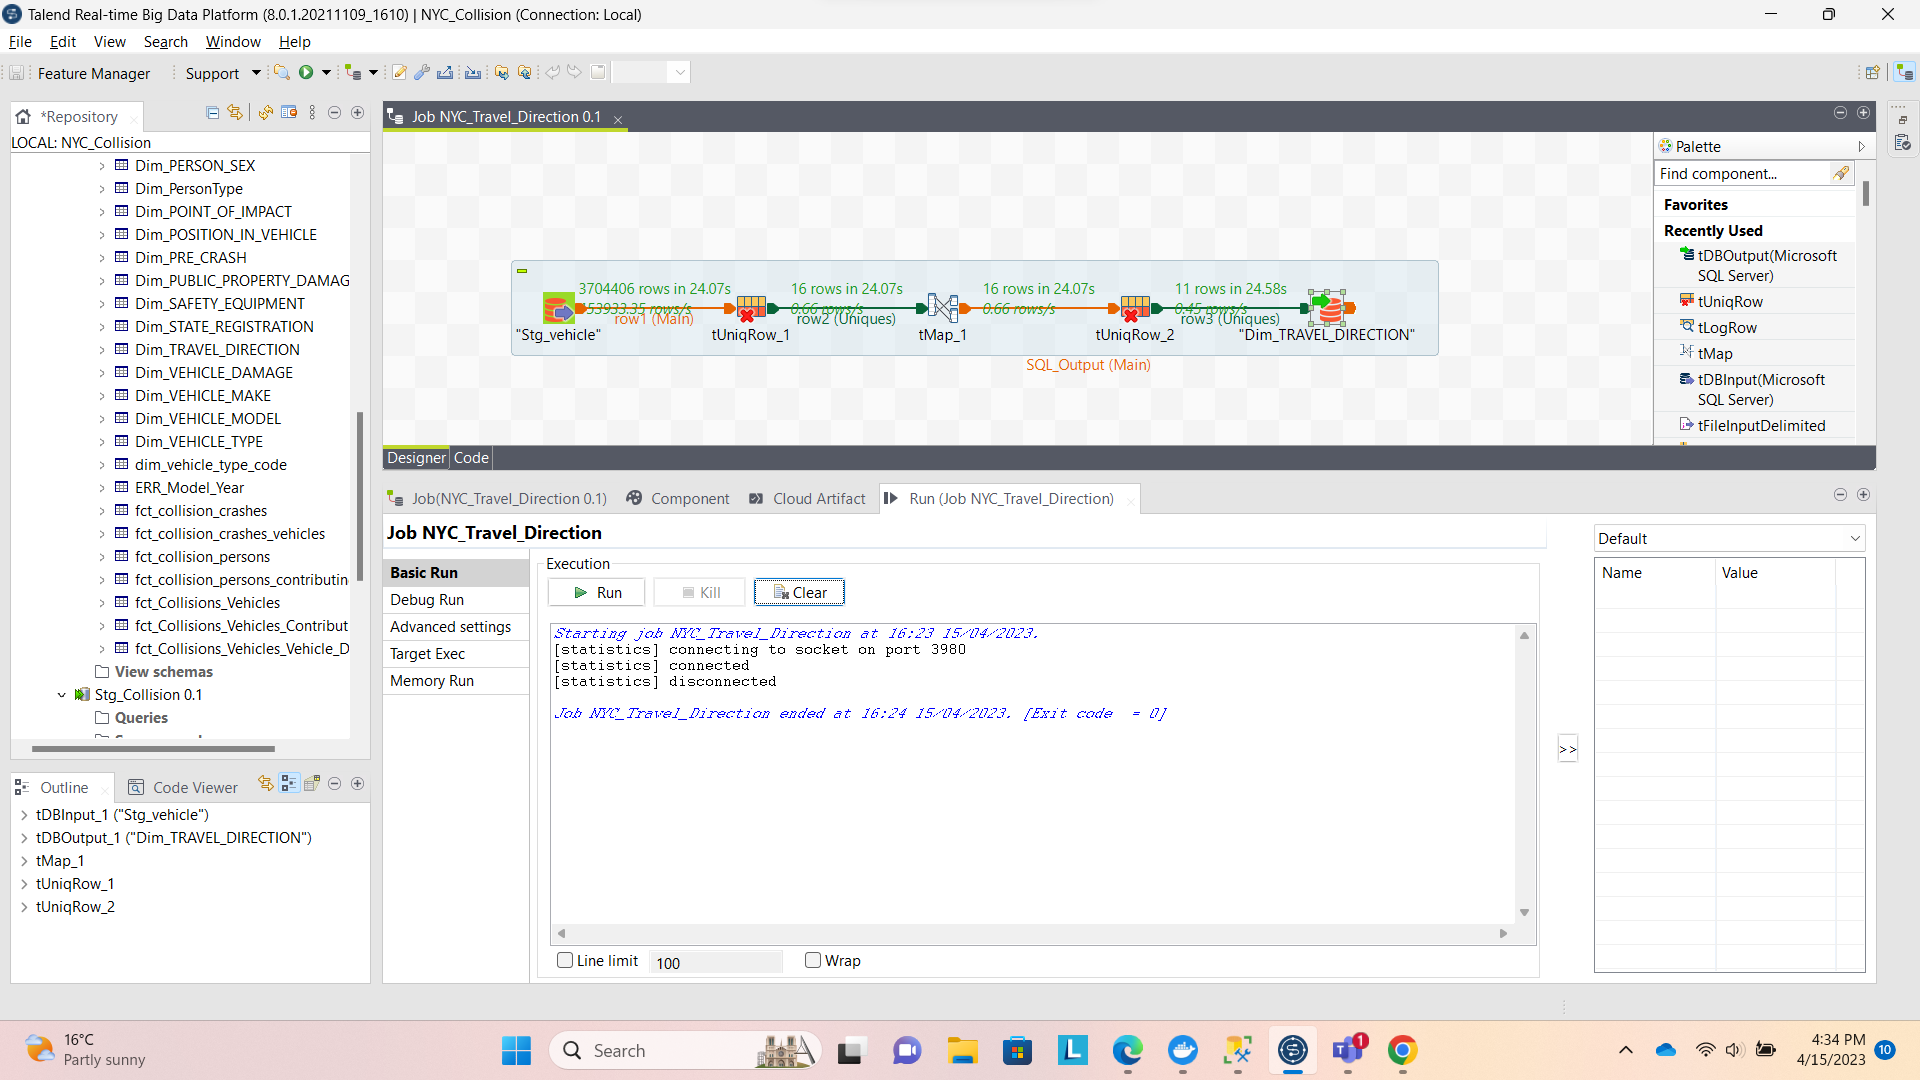 Talend Real-time Big Data Platform (8.0.1.20211109_1610) | NYC_Collision (Connection: Local)
File Edit View Search Window Help
Feature Manager Support
*Repository
LOCAL: NYC_Collision
Dim_PERSON_SEX
Dim_PersonType
Dim_POINT_OF_IMPACT
Dim_POSITION_IN_VEHICLE
Dim_PRE_CRASH
Dim_PUBLIC_PROPERTY_DAMAG
Dim_SAFETY_EQUIPMENT
Dim_STATE_REGISTRATION
Dim_TRAVEL_DIRECTION
Dim_VEHICLE_DAMAGE
Dim_VEHICLE_MAKE
Dim_VEHICLE_MODEL
Dim_VEHICLE_TYPE
dim_vehicle_type_code
ERR_Model_Year
fct_collision_crashes
fct_collision_crashes_vehicles
fct_collision_persons
fct_collision_persons_contributin
fct_Collisions_Vehicles
fct_Collisions_Vehicles_Contribut
fct_Collisions_Vehicles_Vehicle_D
View schemas
Stg_Collision 0.1
Queries
Outline Code Viewer
tDBInput_1 ("Stg_vehicle")
tDBOutput_1 ("Dim_TRAVEL_DIRECTION")
tMap_1
tUniqRow_1
tUniqRow_2
Job NYC_Travel_Direction 0.1
3704406 rows in 24.07s 16 rows in 24.07s 16 rows in 24.07s 11 rows in 24.58s
153933.35 rows/s 0.66 rows/s 0.66 rows/s 0.45 rows/s
row1 (Main) row2 (Uniques) row3 (Uniques)
"Stg_vehicle" tUniqRow_1 tMap_1 tUniqRow_2 "Dim_TRAVEL_DIRECTION"
SQL_Output (Main)
Designer Code
Palette
Find component...
Favorites
Recently Used
tDBOutput(Microsoft
SQL Server)
tUniqRow
tLogRow
tMap
tDBInput(Microsoft
SQL Server)
tFileInputDelimited
Job(NYC_Travel_Direction 0.1) Component Cloud Artifact Run (Job NYC_Travel_Direction)
Job NYC_Travel_Direction
Basic Run
Debug Run
Advanced settings
Target Exec
Memory Run
Execution
Run Kill Clear
Starting job NYC_Travel_Direction at 16:23 15/04/2023.
[statistics] connecting to socket on port 3980
[statistics] connected
[statistics] disconnected
Job NYC_Travel_Direction ended at 16:24 15/04/2023. [Exit code = 0]
Line limit 100 Wrap
>>
Default
Name Value
16°C
Partly sunny
Search
L
1
4:34 PM
4/15/2023
10